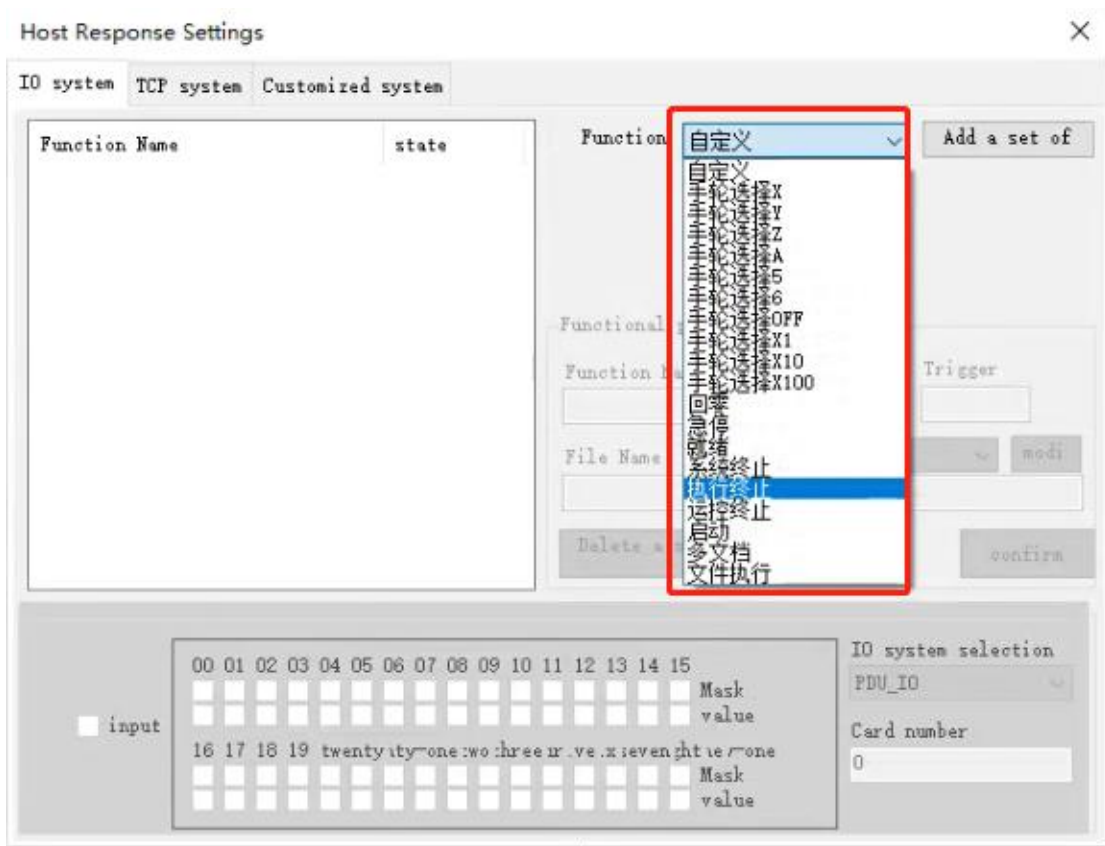 Host Response Settings
IO system TCP system Customized system
Function Name state
Function 自定义 Add a set of
自定义
手轮选择X
手轮选择Y
手轮选择Z
手轮选择A
手轮选择5
手轮选择6
手轮选择OFF
手轮选择X1
手轮选择X10
手轮选择X100
回零
急停
就绪
系统终止
执行终止
运控终止
启动
多文档
文件执行
Functional
Function Trigger
File Name modi
Delete confirm
00 01 02 03 04 05 06 07 08 09 10 11 12 13 14 15
Mask
value
input
16 17 18 19 twenty
Mask
value
IO system selection
PDU_IO
Card number
0